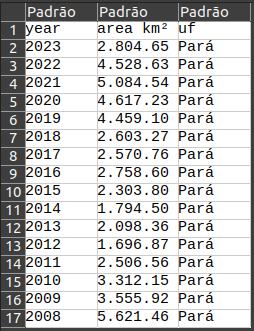 Padrão Padrão Padrão
1 year area km² uf
2 2023 2.804.65 Pará
3 2022 4.528.63 Pará
4 2021 5.084.54 Pará
5 2020 4.617.23 Pará
6 2019 4.459.10 Pará
7 2018 2.603.27 Pará
8 2017 2.570.76 Pará
9 2016 2.758.60 Pará
10 2015 2.303.80 Pará
11 2014 1.794.50 Pará
13 2013 2.098.36 Pará
12 2012 1.696.87 Pará
14 2011 2.506.56 Pará
15 2010 3.312.15 Pará
16 2009 3.555.92 Pará
17 2008 5.621.46 Pará